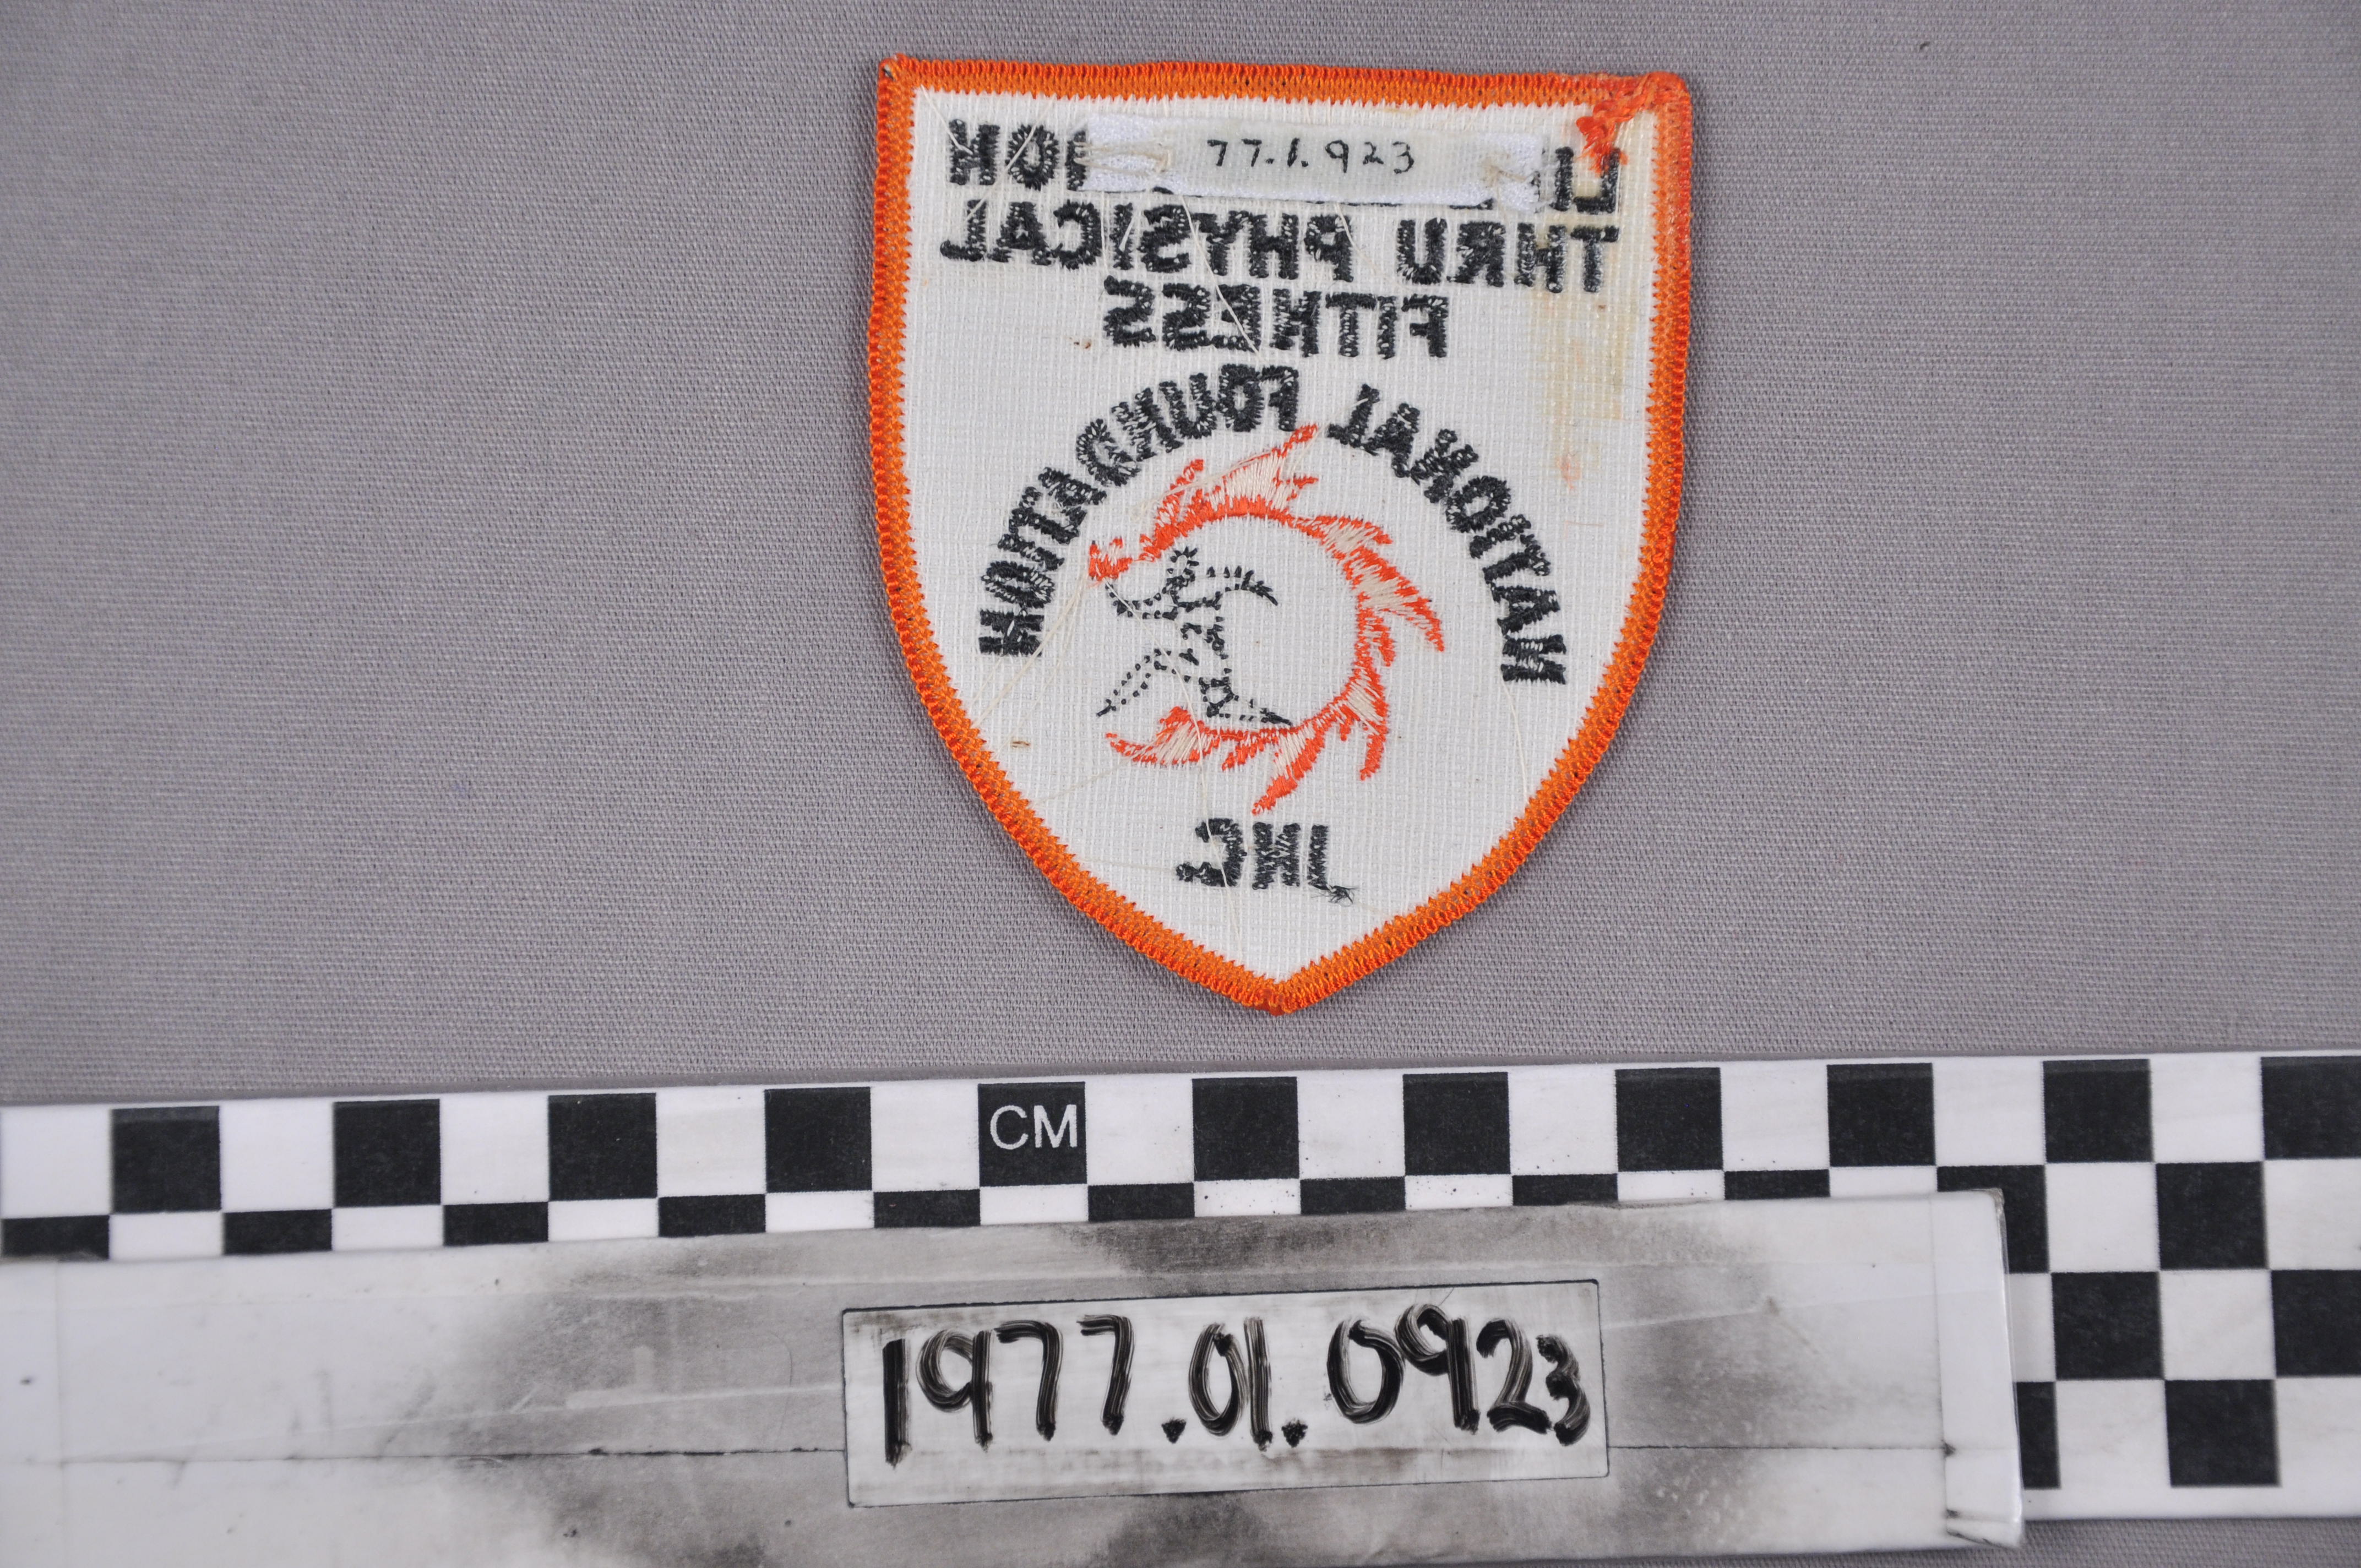 77.1.923
THRU PHYSICAL
FITNESS
NATIONAL FOUNDATION
INC.
CM
1977.01.0923